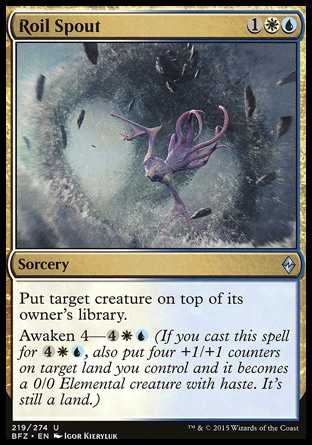 Roil Spout 1
Sorcery
Put target creature on top of its
owner's library.
Awaken 4—4 (If you cast this spell
for 4, also put four +1/+1 counters
on target land you control and it becomes
a 0/0 Elemental creature with haste. It's
still a land.)
219/274 U
BFZ • EN Igor Kieryluk
™ & © 2015 Wizards of the Coast